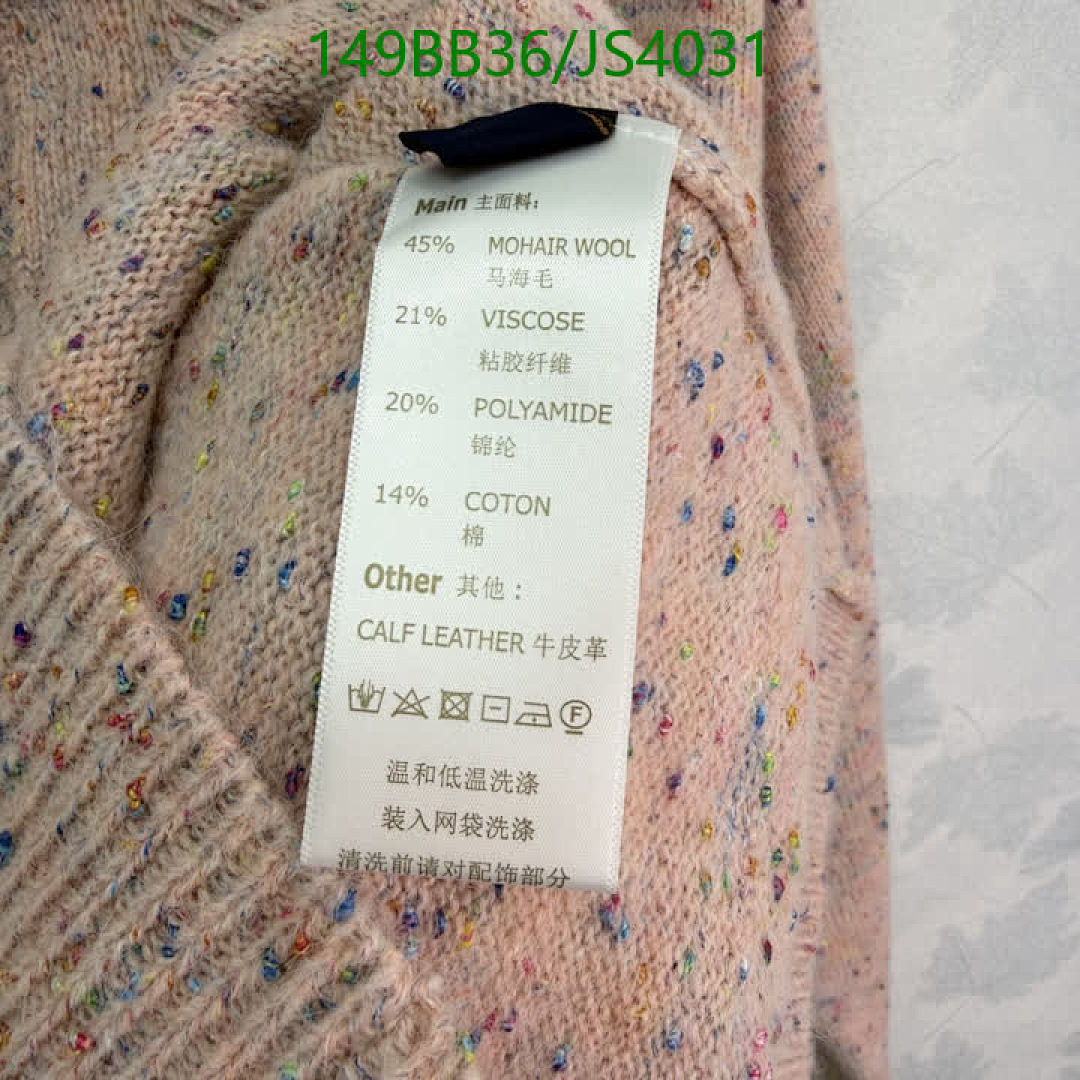 149BB36/JS4031
Main 主面料:
45% MOHAIR WOOL
马海毛
21% VISCOSE
粘胶纤维
20% POLYAMIDE
锦纶
14% COTON
棉
Other 其他：
CALF LEATHER 牛皮革
F
温和低温洗涤
装入网袋洗涤
清洗前请对配饰部分